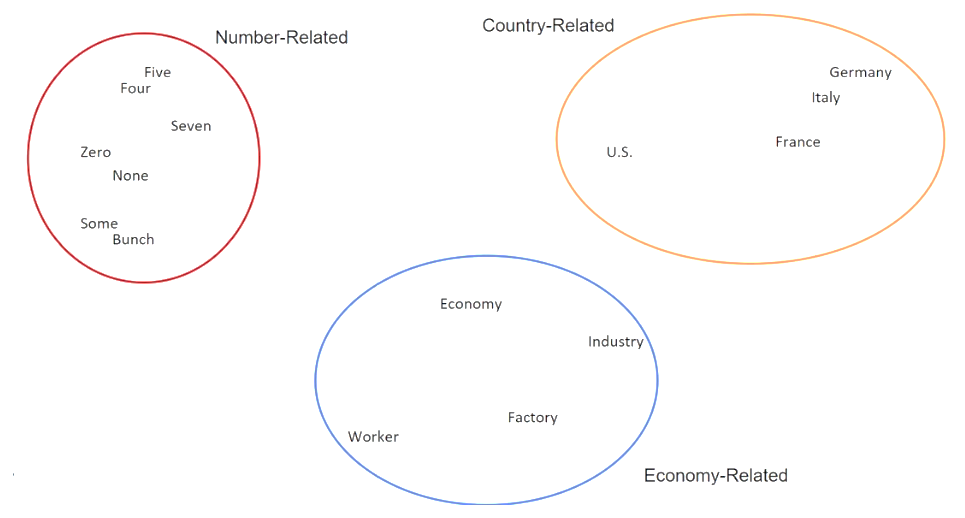 Number-Related
Five
Four
Seven
Zero
None
Some
Bunch
Country-Related
Germany
Italy
France
U.S.
Economy
Industry
Factory
Worker
Economy-Related